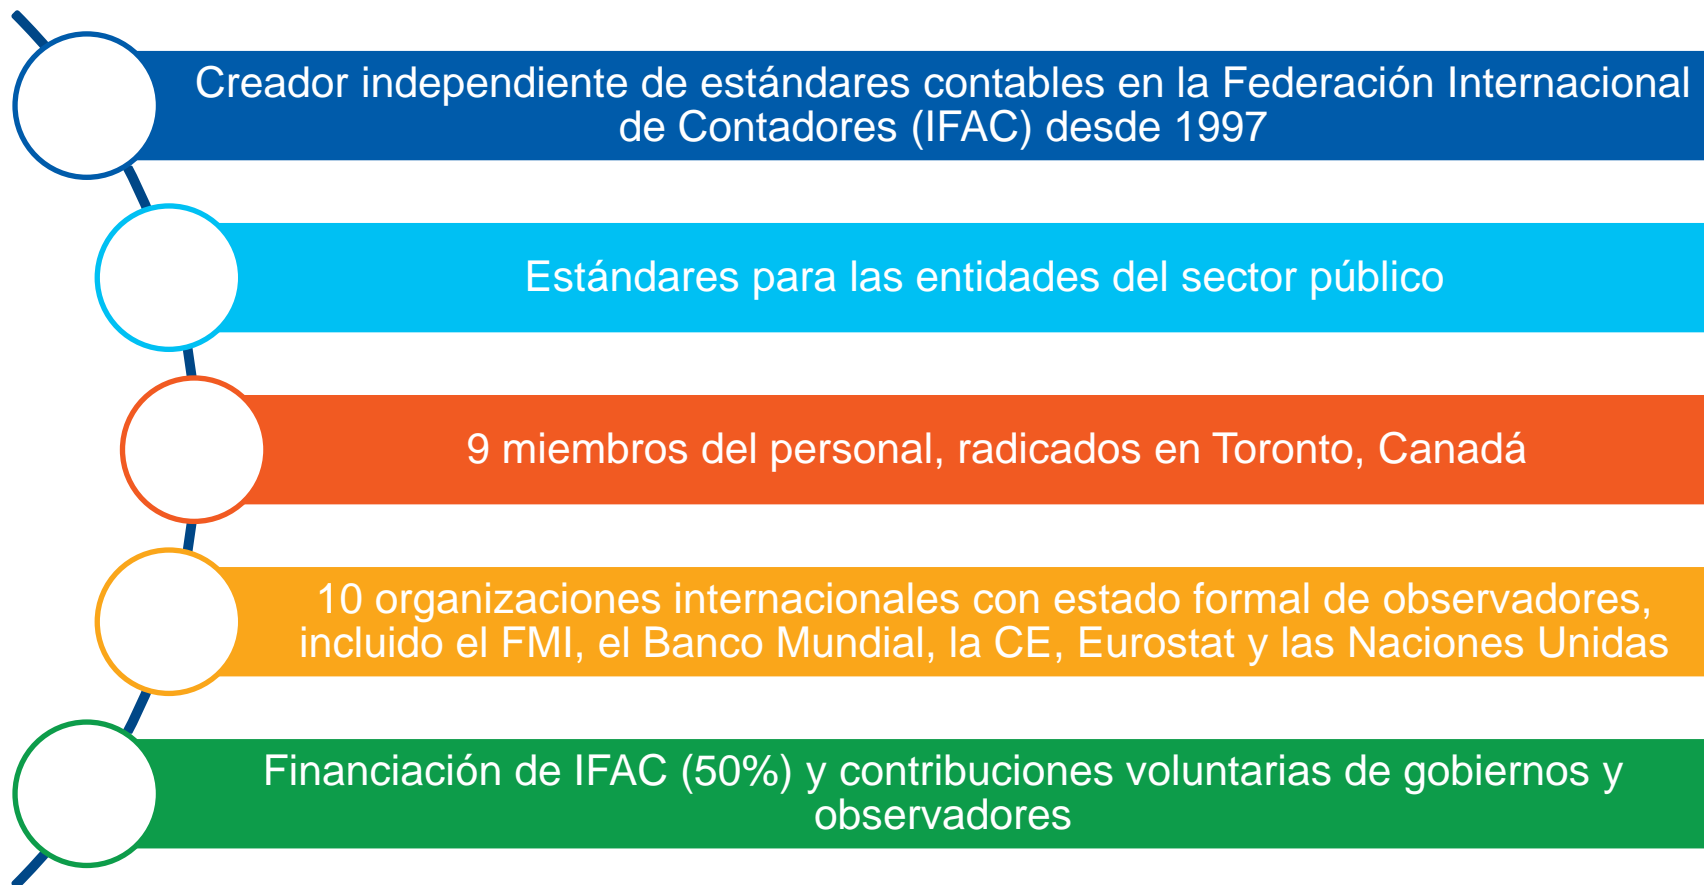 Creador independiente de estándares contables en la Federación Internacional
de Contadores (IFAC) desde 1997
Estándares para las entidades del sector público
9 miembros del personal, radicados en Toronto, Canadá
10 organizaciones internacionales con estado formal de observadores,
incluido el FMI, el Banco Mundial, la CE, Eurostat y las Naciones Unidas
Financiación de IFAC (50%) y contribuciones voluntarias de gobiernos y
observadores